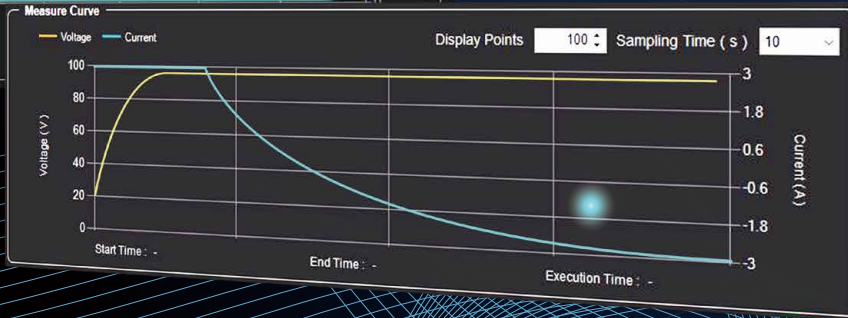 Measure Curve
Voltage Current
Display Points 100 Sampling Time ( s ) 10
100
80
60
40
20
0
Voltage ( V )
3
1.8
0.6
-0.6
-1.8
-3
Current ( A )
Start Time : -
End Time : -
Execution Time : -